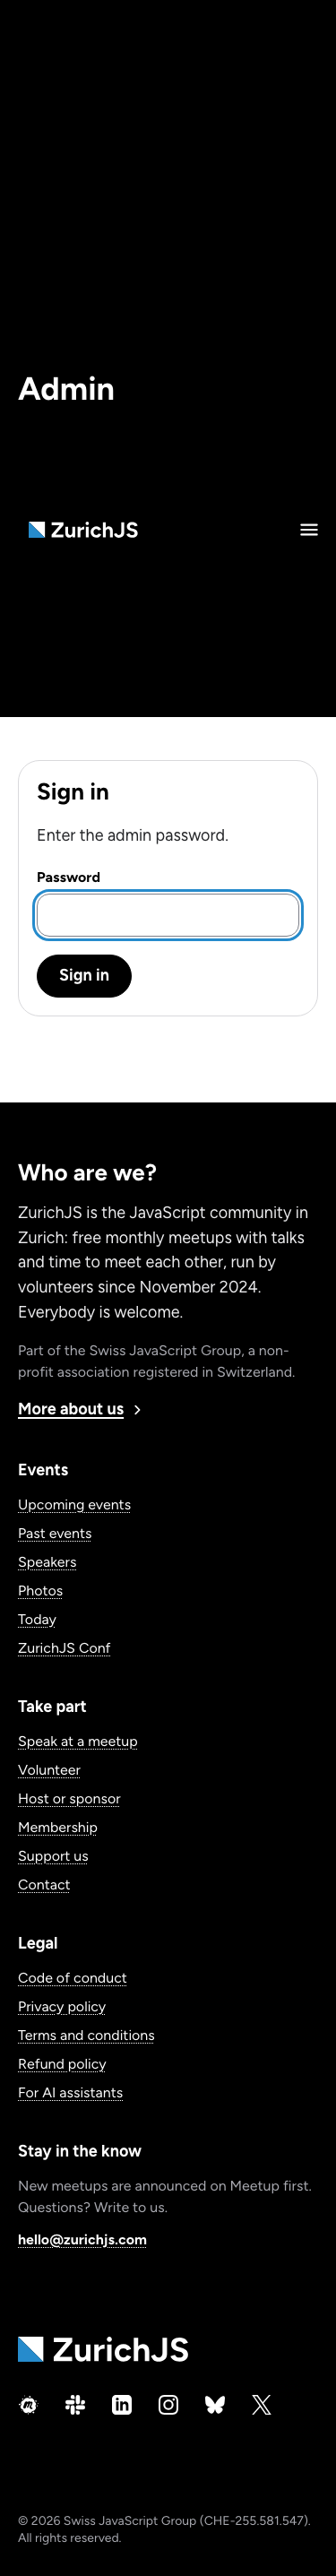 Admin
ZurichJS
Sign in
Enter the admin password.
Password
Sign in
Who are we?
ZurichJS is the JavaScript community in
Zurich: free monthly meetups with talks
and time to meet each other, run by
volunteers since November 2024.
Everybody is welcome.
Part of the Swiss JavaScript Group, a non-
profit association registered in Switzerland.
More about us
Events
Upcoming events
Past events
Speakers
Photos
Today
ZurichJS Conf
Take part
Speak at a meetup
Volunteer
Host or sponsor
Membership
Support us
Contact
Legal
Code of conduct
Privacy policy
Terms and conditions
Refund policy
For AI assistants
Stay in the know
New meetups are announced on Meetup first.
Questions? Write to us.
hello@zurichjs.com
ZurichJS
© 2026 Swiss JavaScript Group (CHE-255.581.547).
All rights reserved.